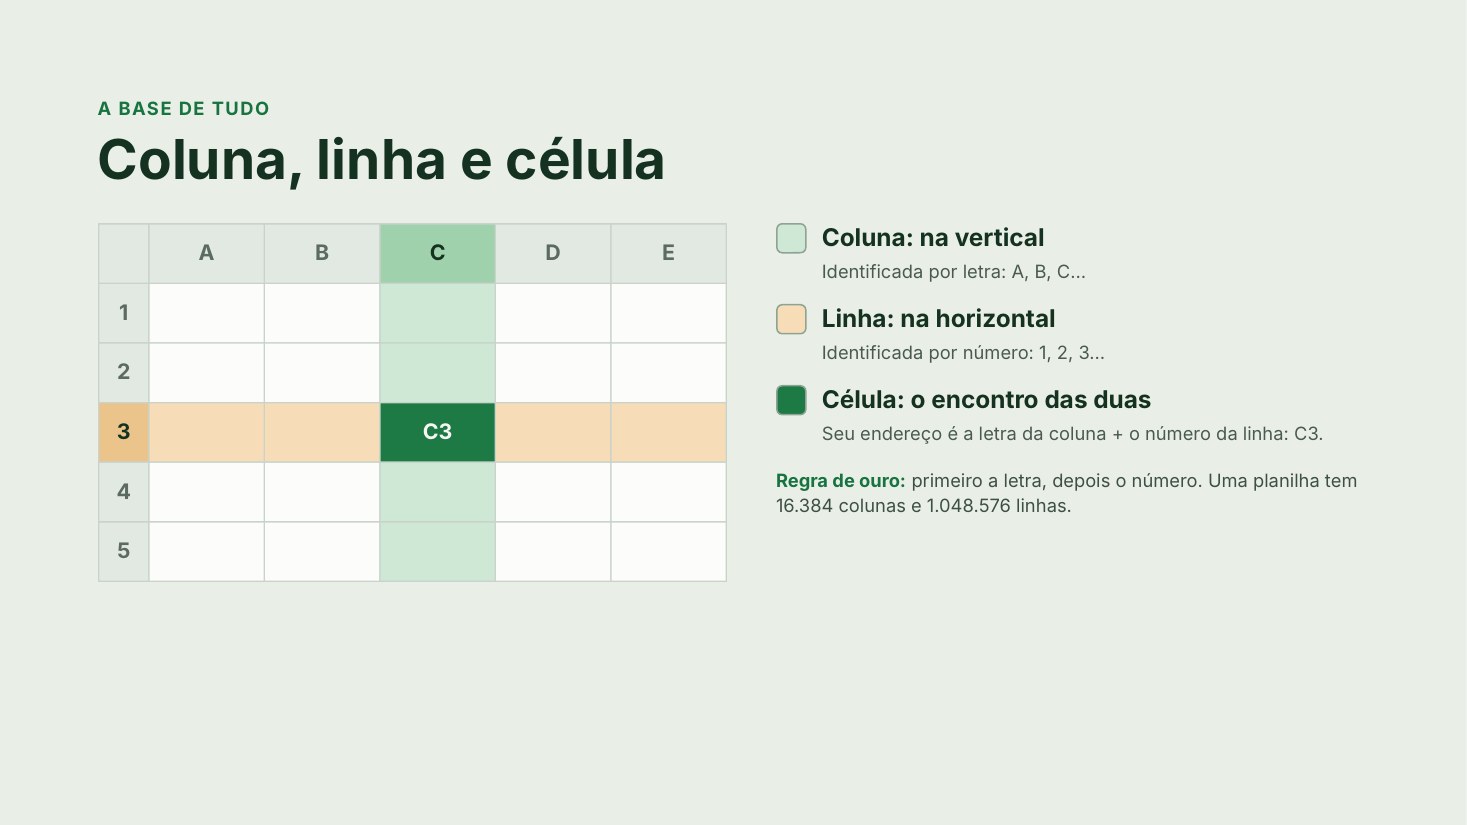 A BASE DE TUDO
Coluna, linha e célula
A B C D E
1
2
3 C3
4
5
Coluna: na vertical
Identificada por letra: A, B, C...
Linha: na horizontal
Identificada por número: 1, 2, 3...
Célula: o encontro das duas
Seu endereço é a letra da coluna + o número da linha: C3.
Regra de ouro: primeiro a letra, depois o número. Uma planilha tem
16.384 colunas e 1.048.576 linhas.